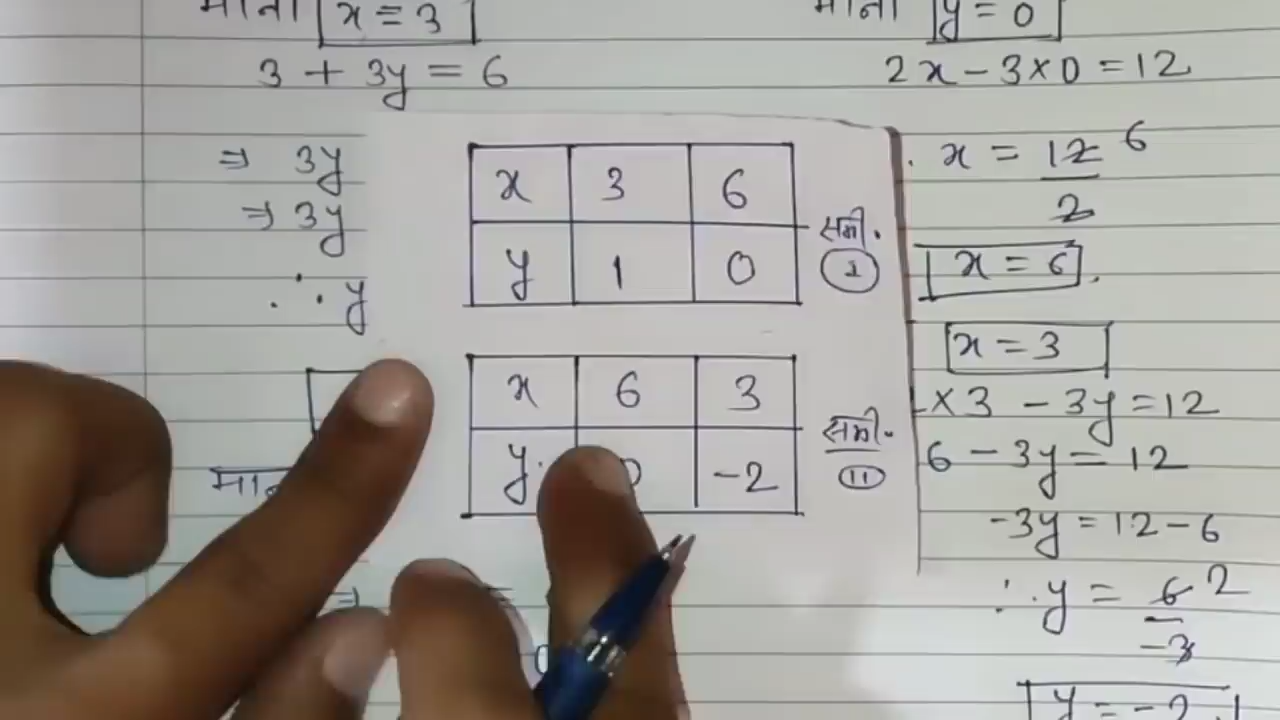 माना x = 3
3 + 3y = 6
⇒ 3y
⇒ 3y
∴ y
x 3 6
y 1 0
समी. I
x 6 3
y 0 -2
समी. II
माना y = 0
2x - 3×0 = 12
x = 12/2 6
x = 6
x = 3
×3 - 3y = 12
6 - 3y = 12
-3y = 12 - 6
∴ y = 6/-3 2
y = -2